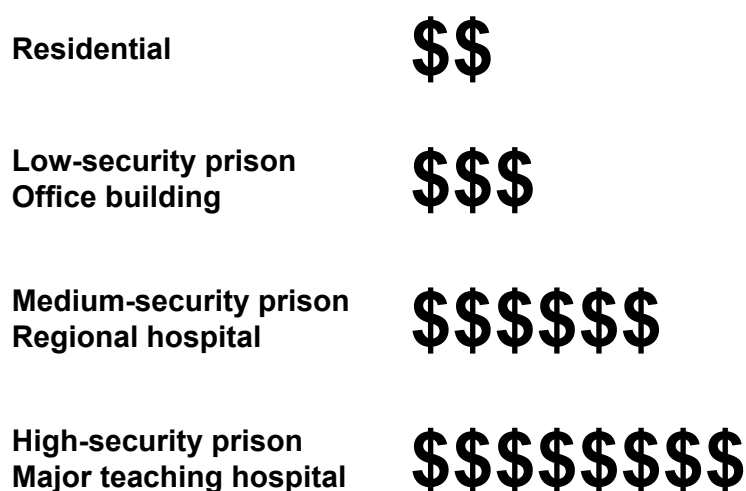 Residential $$
Low-security prison
Office building $$$
Medium-security prison
Regional hospital $$$$$$
High-security prison
Major teaching hospital $$$$$$$$